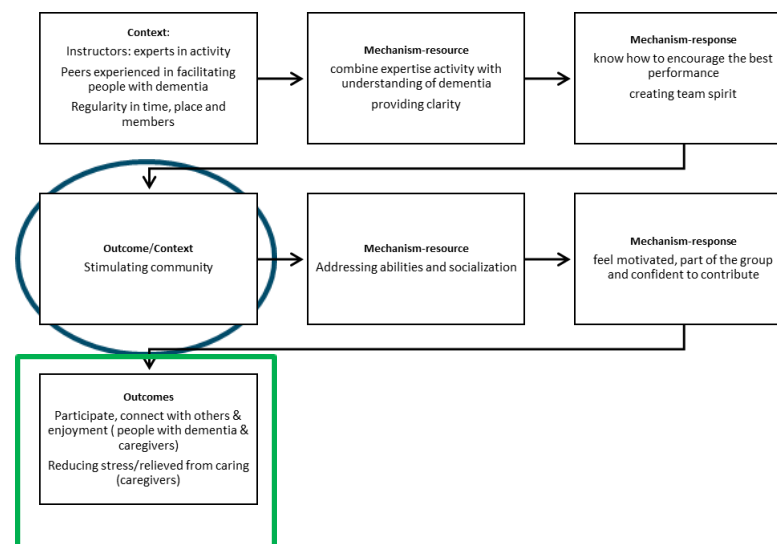 Context:
Instructors: experts in activity
Peers experienced in facilitating
people with dementia
Regularity in time, place and
members
Mechanism-resource
combine expertise activity with
understanding of dementia
providing clarity
Mechanism-response
know how to encourage the best
performance
creating team spirit
Outcome/Context
Stimulating community
Mechanism-resource
Addressing abilities and socialization
Mechanism-response
feel motivated, part of the group
and confident to contribute
Outcomes
Participate, connect with others &
enjoyment ( people with dementia &
caregivers)
Reducing stress/relieved from caring
(caregivers)